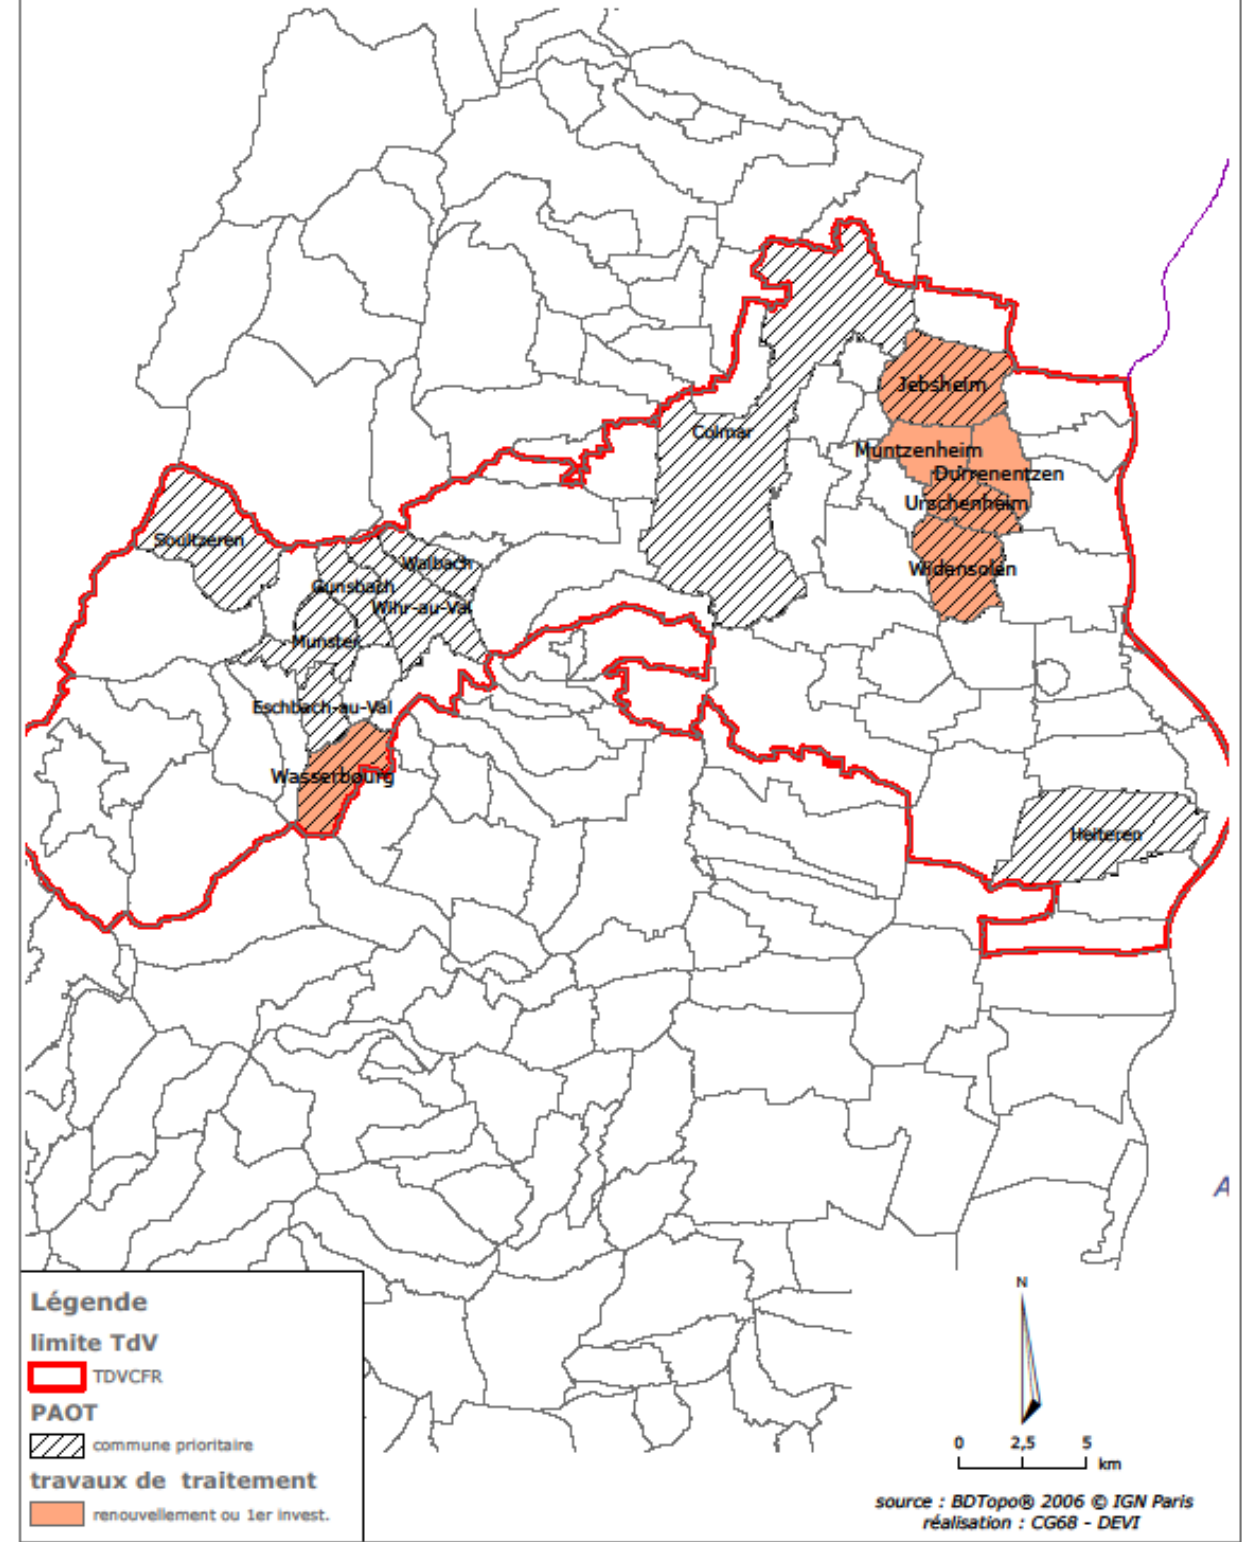 Jebsheim
Colmar
Muntzenheim
Durrenentzen
Urschenheim
Soultzeren
Walbach
Widensolen
Gunsbach
Wihr-au-Val
Munster
Eschbach-au-Val
Wasserbourg
Heiteren
A
Légende
limite TdV
TDVCFR
PAOT
commune prioritaire
travaux de traitement
renouvellement ou 1er invest.
N
0 2,5 5
km
source : BDTopo® 2006 © IGN Paris
réalisation : CG68 - DEVI